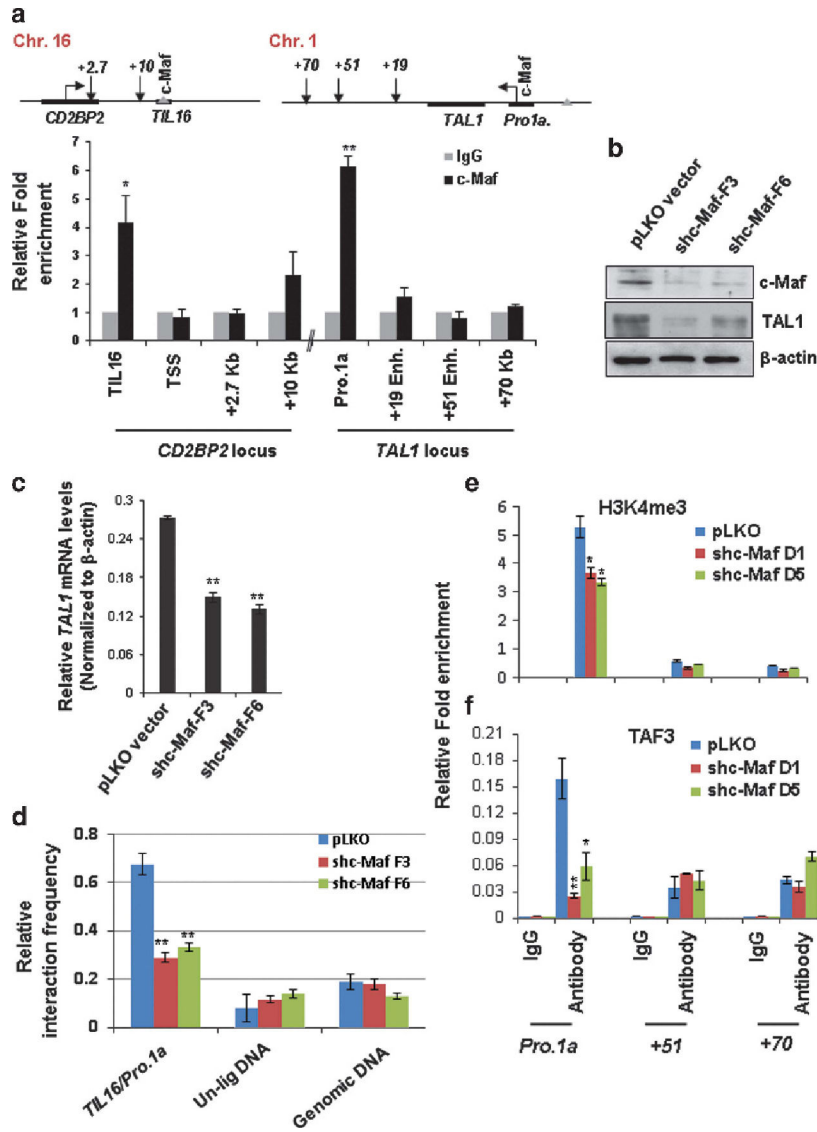 a
Chr. 16
Chr. 1
+2.7
+10
c-Maf
+70
+51
+19
c-Maf
CD2BP2
TIL16
TAL1
Pro1a.
Relative Fold
enrichment
8
7
6
5
4
3
2
1
0
*
**
IgG
c-Maf
//
TIL16
TSS
+2.7 Kb
+10 Kb
Pro.1a
+19 Enh.
+51 Enh.
+70 Kb
CD2BP2 locus
TAL1 locus
b
pLKO vector
shc-Maf-F3
shc-Maf-F6
c-Maf
TAL1
β-actin
c
Relative TAL1 mRNA levels
(Normalized to β-actin)
0.3
0.24
0.18
0.12
0.06
0
**
**
pLKO vector
shc-Maf-F3
shc-Maf-F6
d
Relative
interaction frequency
0.8
0.6
0.4
0.2
0
pLKO
shc-Maf F3
shc-Maf F6
**
**
TIL16/Pro.1a
Un-lig DNA
Genomic DNA
e
H3K4me3
6
5
4
3
2
1
0
pLKO
shc-Maf D1
shc-Maf D5
*
*
Relative Fold enrichment
f
TAF3
0.18
0.15
0.12
0.09
0.06
0.03
0
pLKO
shc-Maf D1
shc-Maf D5
**
*
IgG
Antibody
IgG
Antibody
IgG
Antibody
Pro.1a
+51
+70